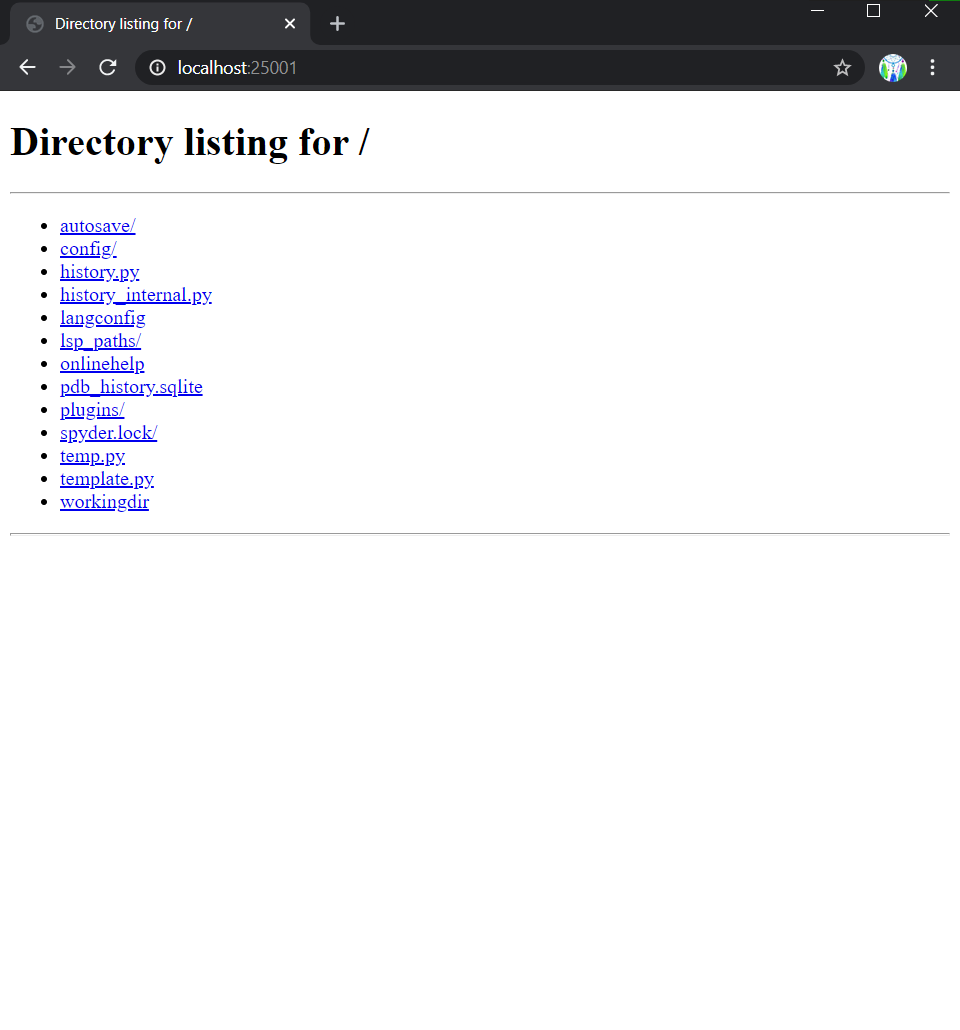 Directory listing for /
localhost:25001
Directory listing for /
autosave/
config/
history.py
history_internal.py
langconfig
lsp_paths/
onlinehelp
pdb_history.sqlite
plugins/
spyder.lock/
temp.py
template.py
workingdir